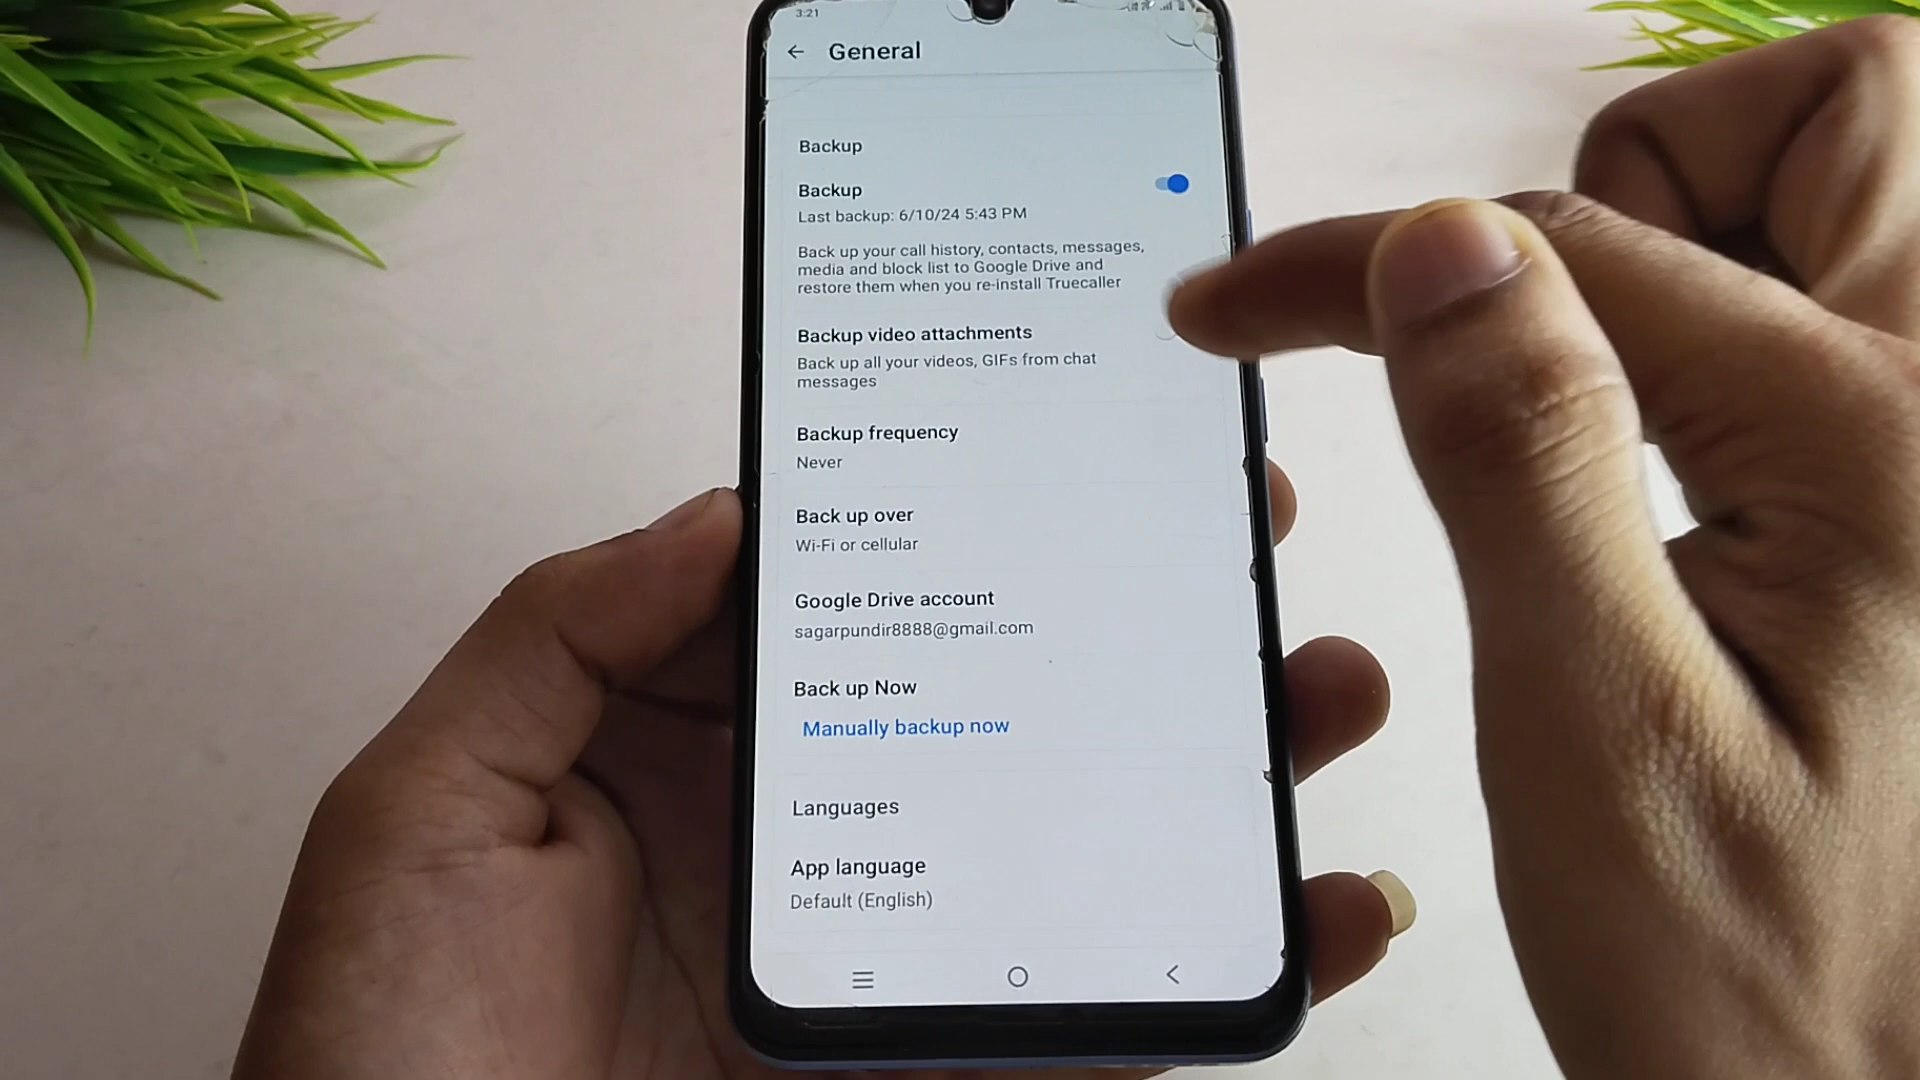 3:21
General
Backup
Backup
Last backup: 6/10/24 5:43 PM
Back up your call history, contacts, messages,
media and block list to Google Drive and
restore them when you re-install Truecaller
Backup video attachments
Back up all your videos, GIFs from chat
messages
Backup frequency
Never
Back up over
Wi-Fi or cellular
Google Drive account
sagarpundir8888@gmail.com
Back up Now
Manually backup now
Languages
App language
Default (English)